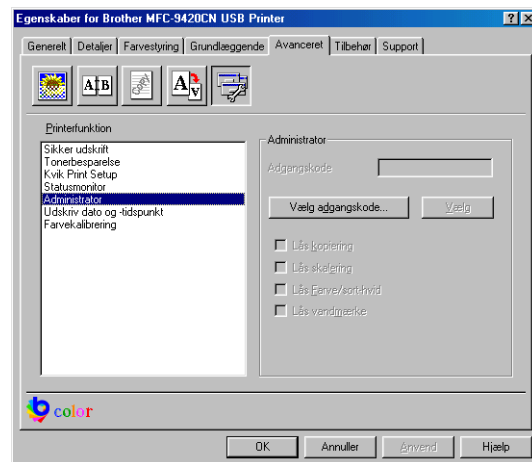 Egenskaber for Brother MFC-9420CN USB Printer
Generelt Detaljer Farvestyring Grundlæggende Avanceret Tilbehør Support
Printerfunktion
Sikker udskrift
Tonerbesparelse
Kvik Print Setup
Statusmonitor
Administrator
Udskriv dato og -tidspunkt
Farvekalibrering
Administrator
Adgangskode
Vælg adgangskode... Vælg
Lås kopiering
Lås skalering
Lås Farve/sort-hvid
Lås vandmærke
color
OK Annuller Anvend Hjælp